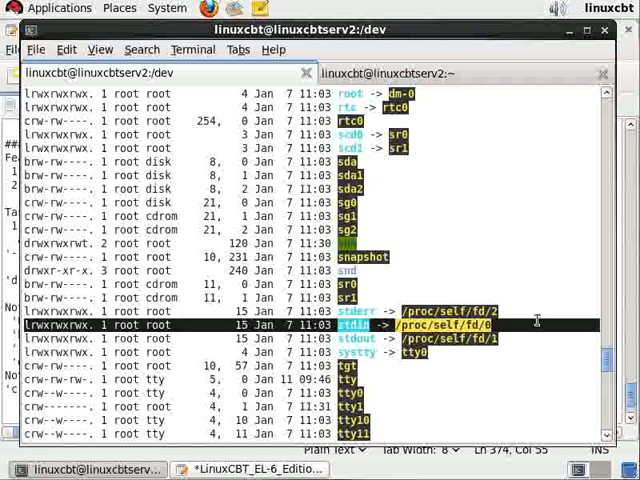 Applications Places System linuxcbt
linuxcbt@linuxcbtserv2:/dev
File Edit View Search Terminal Tabs Help
linuxcbt@linuxcbtserv2:/dev linuxcbt@linuxcbtserv2:~
lrwxrwxrwx. 1 root root 4 Jan 7 11:03 root -> dm-0
lrwxrwxrwx. 1 root root 4 Jan 7 11:03 rtc -> rtc0
crw-rw----. 1 root root 254, 0 Jan 7 11:03 rtc0
lrwxrwxrwx. 1 root root 3 Jan 7 11:03 scd0 -> sr0
lrwxrwxrwx. 1 root root 3 Jan 7 11:03 scd1 -> sr1
brw-rw----. 1 root disk 8, 0 Jan 7 11:03 sda
brw-rw----. 1 root disk 8, 1 Jan 7 11:03 sda1
brw-rw----. 1 root disk 8, 2 Jan 7 11:03 sda2
crw-rw----. 1 root disk 21, 0 Jan 7 11:03 sg0
crw-rw----. 1 root cdrom 21, 1 Jan 7 11:03 sg1
crw-rw----. 1 root cdrom 21, 2 Jan 7 11:03 sg2
drwxrwxrwt. 2 root root 120 Jan 7 11:30 shm
crw-rw----. 1 root root 10, 231 Jan 7 11:03 snapshot
drwxr-xr-x. 3 root root 240 Jan 7 11:03 snd
brw-rw----. 1 root cdrom 11, 0 Jan 7 11:03 sr0
brw-rw----. 1 root cdrom 11, 1 Jan 7 11:03 sr1
lrwxrwxrwx. 1 root root 15 Jan 7 11:03 stderr -> /proc/self/fd/2
lrwxrwxrwx. 1 root root 15 Jan 7 11:03 stdin -> /proc/self/fd/0
lrwxrwxrwx. 1 root root 15 Jan 7 11:03 stdout -> /proc/self/fd/1
lrwxrwxrwx. 1 root root 4 Jan 7 11:03 systty -> tty0
crw-rw----. 1 root root 10, 57 Jan 7 11:03 tgt
crw-rw-rw-. 1 root tty 5, 0 Jan 11 09:46 tty
crw--w----. 1 root tty 4, 0 Jan 7 11:03 tty0
crw-------. 1 root root 4, 1 Jan 7 11:31 tty1
crw--w----. 1 root tty 4, 10 Jan 7 11:03 tty10
crw--w----. 1 root tty 4, 11 Jan 7 11:03 tty11
Plain Text Tab Width: 8 Ln 374, Col 55 INS
linuxcbt@linuxcbtserv2:... *LinuxCBT_EL-6_Editio...